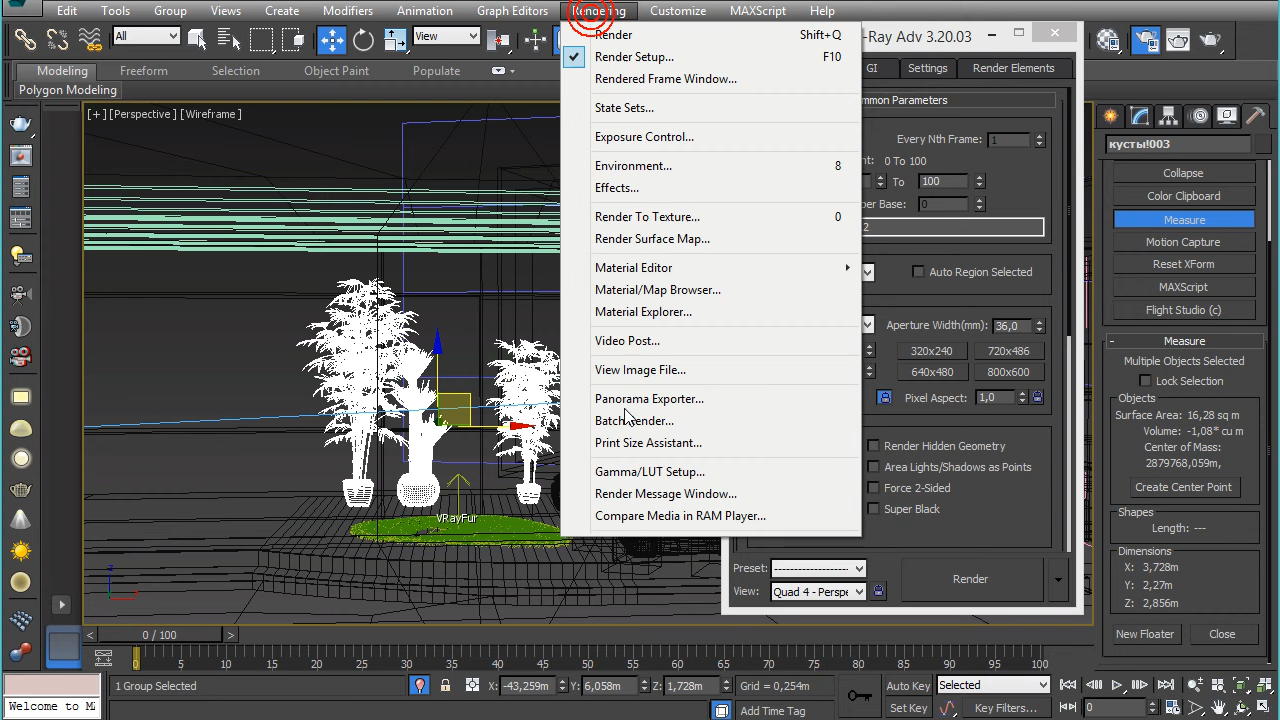 Edit Tools Group Views Create Modifiers Animation Graph Editors Rendering Customize MAXScript Help
All
View
-Ray Adv 3.20.03
Modeling Freeform Selection Object Paint Populate
Polygon Modeling
[+] [Perspective] [Wireframe]
VRayFur
Render Shift+Q
Render Setup... F10
Rendered Frame Window...
State Sets...
Exposure Control...
Environment... 8
Effects...
Render To Texture... 0
Render Surface Map...
Material Editor
Material/Map Browser...
Material Explorer...
Video Post...
View Image File...
Panorama Exporter...
Batch Render...
Print Size Assistant...
Gamma/LUT Setup...
Render Message Window...
Compare Media in RAM Player...
GI Settings Render Elements
mmon Parameters
Every Nth Frame: 1
nt: 0 To 100
To 100
per Base: 0
2
Auto Region Selected
Aperture Width(mm): 36,0
320x240 720x486
640x480 800x600
Pixel Aspect: 1,0
Render Hidden Geometry
Area Lights/Shadows as Points
Force 2-Sided
Super Black
Preset: -----------------
View: Quad 4 - Perspe
Render
кусты!003
Collapse
Color Clipboard
Measure
Motion Capture
Reset XForm
MAXScript
Flight Studio (c)
- Measure
Multiple Objects Selected
Lock Selection
Objects
Surface Area: 16,28 sq m
Volume: -1,08* cu m
Center of Mass:
2879768,059m,
Create Center Point
Shapes
Length: ---
Dimensions
X: 3,728m
Y: 2,27m
Z: 2,856m
New Floater Close
< 0 / 100 >
0 5 10 15 20 25 30 35 40 45 50 55 60 65 70 75 80 85 90 95 100
1 Group Selected
X: -43,259m Y: 6,058m Z: 1,728m Grid = 0,254m
Auto Key Selected
Welcome to MA
Add Time Tag
Set Key Key Filters... 0